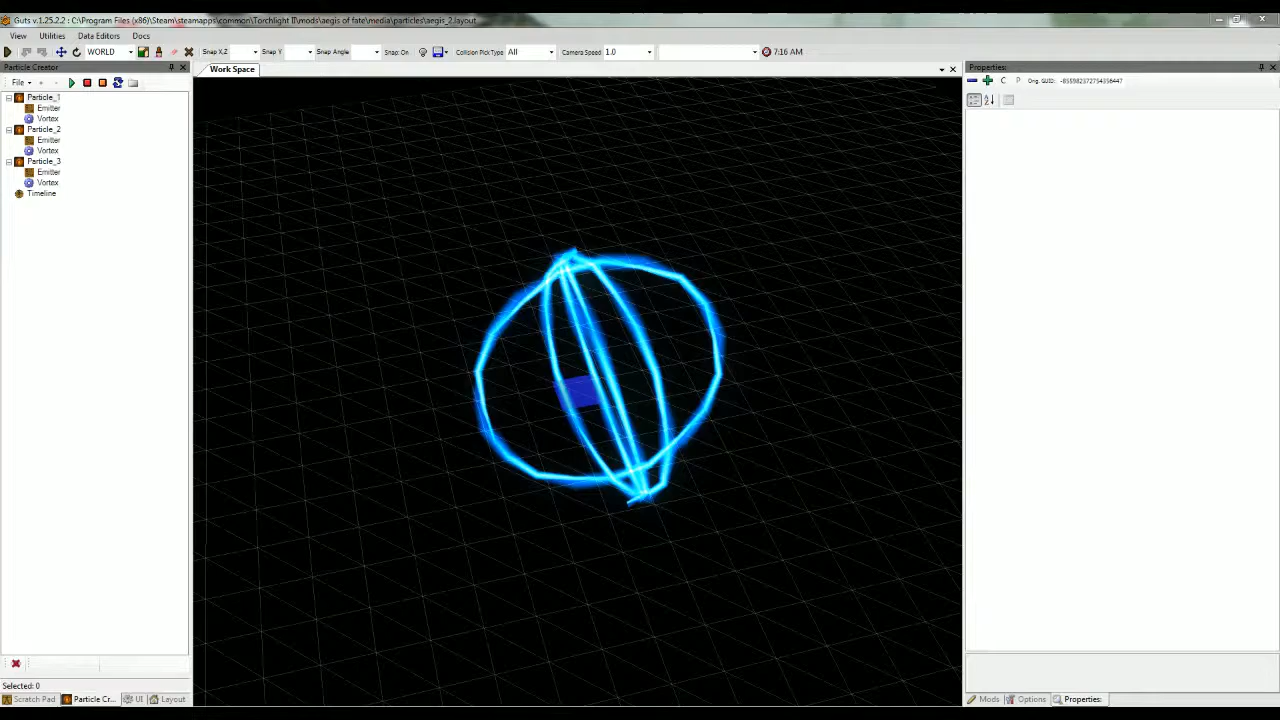 Guts v.1.25.2.2 : C:\Program Files (x86)\Steam\steamapps\common\Torchlight II\mods\aegis of fate\media\particles\aegis_2.layout
View Utilities Data Editors Docs
WORLD Snap X,Z Snap Y Snap Angle Snap: On Collision Pick Type All Camera Speed 1.0 7:16 AM
Particle Creator
Work Space
Properties:
File
C P Orig. GUID: -8559823727543356447
Particle_1
Emitter
Vortex
Particle_2
Emitter
Vortex
Particle_3
Emitter
Vortex
Timeline
Selected: 0
Scratch Pad Particle Cr... UI Layout
Mods Options Properties: